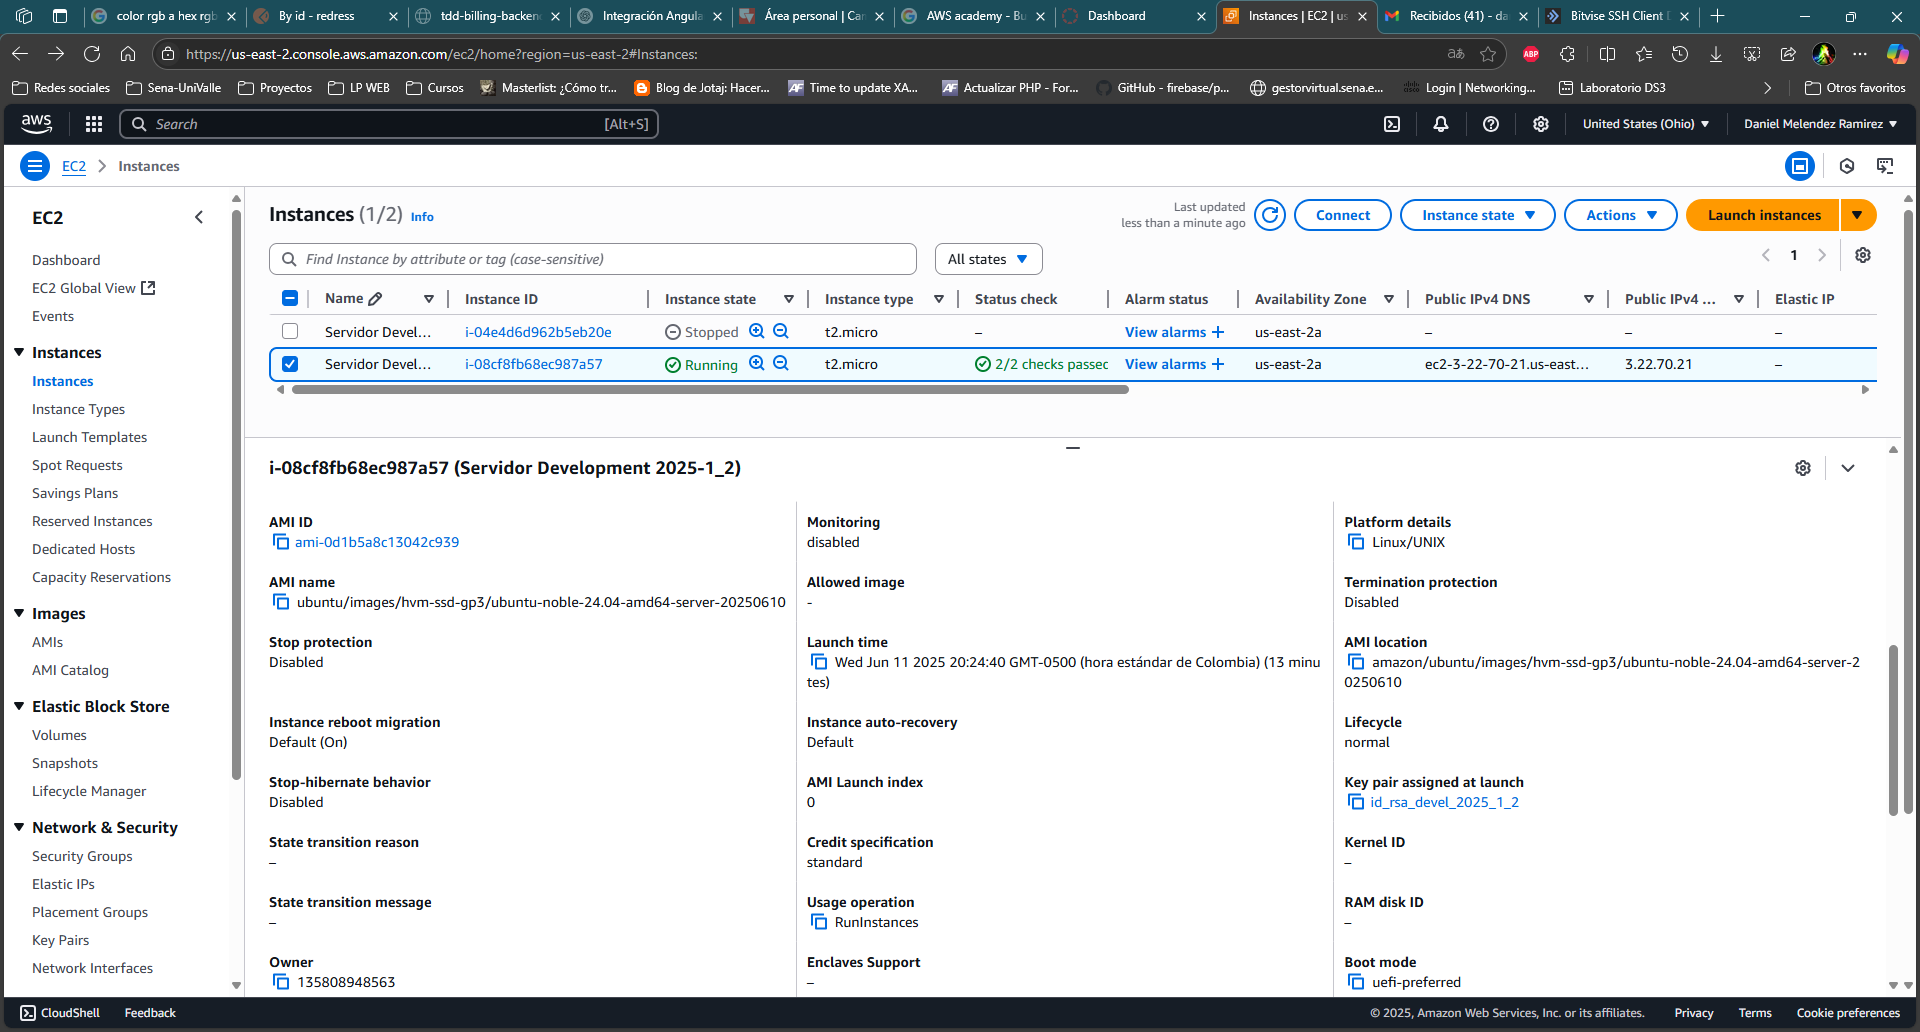 color rgb a hex rgb
By id - redress
tdd-billing-backen
Integración Angula
Área personal | Ca
AWS academy - Bu
Dashboard
Instances | EC2 | us
Recibidos (41) - da
Bitvise SSH Client D
https://us-east-2.console.aws.amazon.com/ec2/home?region=us-east-2#Instances:
Redes sociales
Sena-UniValle
Proyectos
LP WEB
Cursos
Masterlist: ¿Cómo tr...
Blog de Jotaj: Hacer...
Time to update XA...
Actualizar PHP - For...
GitHub - firebase/p...
gestorvirtual.sena.e...
Login | Networking...
Laboratorio DS3
Otros favoritos
aws
Search [Alt+S]
United States (Ohio)
Daniel Melendez Ramirez
EC2 Instances
EC2
Dashboard
EC2 Global View
Events
Instances
Instances
Instance Types
Launch Templates
Spot Requests
Savings Plans
Reserved Instances
Dedicated Hosts
Capacity Reservations
Images
AMIs
AMI Catalog
Elastic Block Store
Volumes
Snapshots
Lifecycle Manager
Network & Security
Security Groups
Elastic IPs
Placement Groups
Key Pairs
Network Interfaces
Instances (1/2) Info
Last updated
less than a minute ago
Connect
Instance state
Actions
Launch instances
Find Instance by attribute or tag (case-sensitive)
All states
1
Name Instance ID Instance state Instance type Status check Alarm status Availability Zone Public IPv4 DNS Public IPv4 ... Elastic IP
Servidor Devel... i-04e4d6d962b5eb20e Stopped t2.micro – View alarms + us-east-2a – – –
Servidor Devel... i-08cf8fb68ec987a57 Running t2.micro 2/2 checks passec View alarms + us-east-2a ec2-3-22-70-21.us-east... 3.22.70.21 –
i-08cf8fb68ec987a57 (Servidor Development 2025-1_2)
AMI ID
ami-0d1b5a8c13042c939
Monitoring
disabled
Platform details
Linux/UNIX
AMI name
ubuntu/images/hvm-ssd-gp3/ubuntu-noble-24.04-amd64-server-20250610
Allowed image
-
Termination protection
Disabled
Stop protection
Disabled
Launch time
Wed Jun 11 2025 20:24:40 GMT-0500 (hora estándar de Colombia) (13 minu
tes)
AMI location
amazon/ubuntu/images/hvm-ssd-gp3/ubuntu-noble-24.04-amd64-server-2
0250610
Instance reboot migration
Default (On)
Instance auto-recovery
Default
Lifecycle
normal
Stop-hibernate behavior
Disabled
AMI Launch index
0
Key pair assigned at launch
id_rsa_devel_2025_1_2
State transition reason
–
Credit specification
standard
Kernel ID
–
State transition message
–
Usage operation
RunInstances
RAM disk ID
–
Owner
135808948563
Enclaves Support
–
Boot mode
uefi-preferred
CloudShell
Feedback
© 2025, Amazon Web Services, Inc. or its affiliates.
Privacy
Terms
Cookie preferences